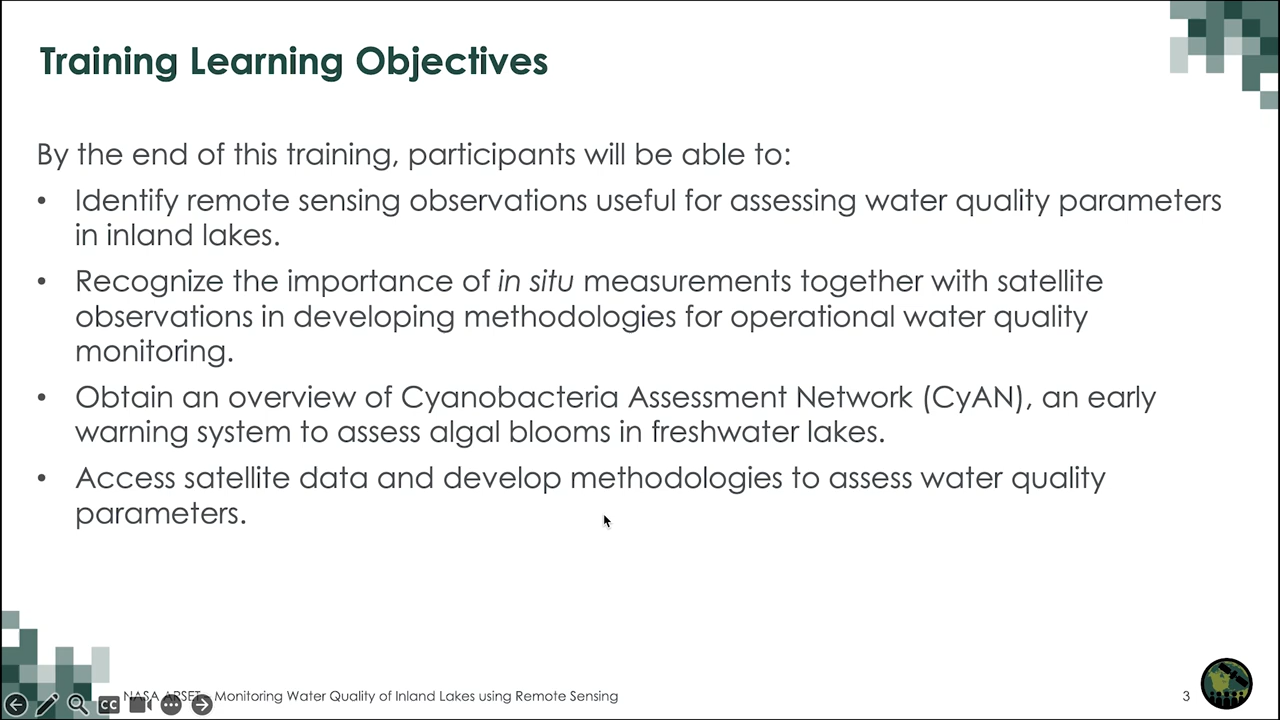 Training Learning Objectives
By the end of this training, participants will be able to:
• Identify remote sensing observations useful for assessing water quality parameters
in inland lakes.
• Recognize the importance of in situ measurements together with satellite
observations in developing methodologies for operational water quality
monitoring.
• Obtain an overview of Cyanobacteria Assessment Network (CyAN), an early
warning system to assess algal blooms in freshwater lakes.
• Access satellite data and develop methodologies to assess water quality
parameters.
CC
NASA ARSET – Monitoring Water Quality of Inland Lakes using Remote Sensing
3